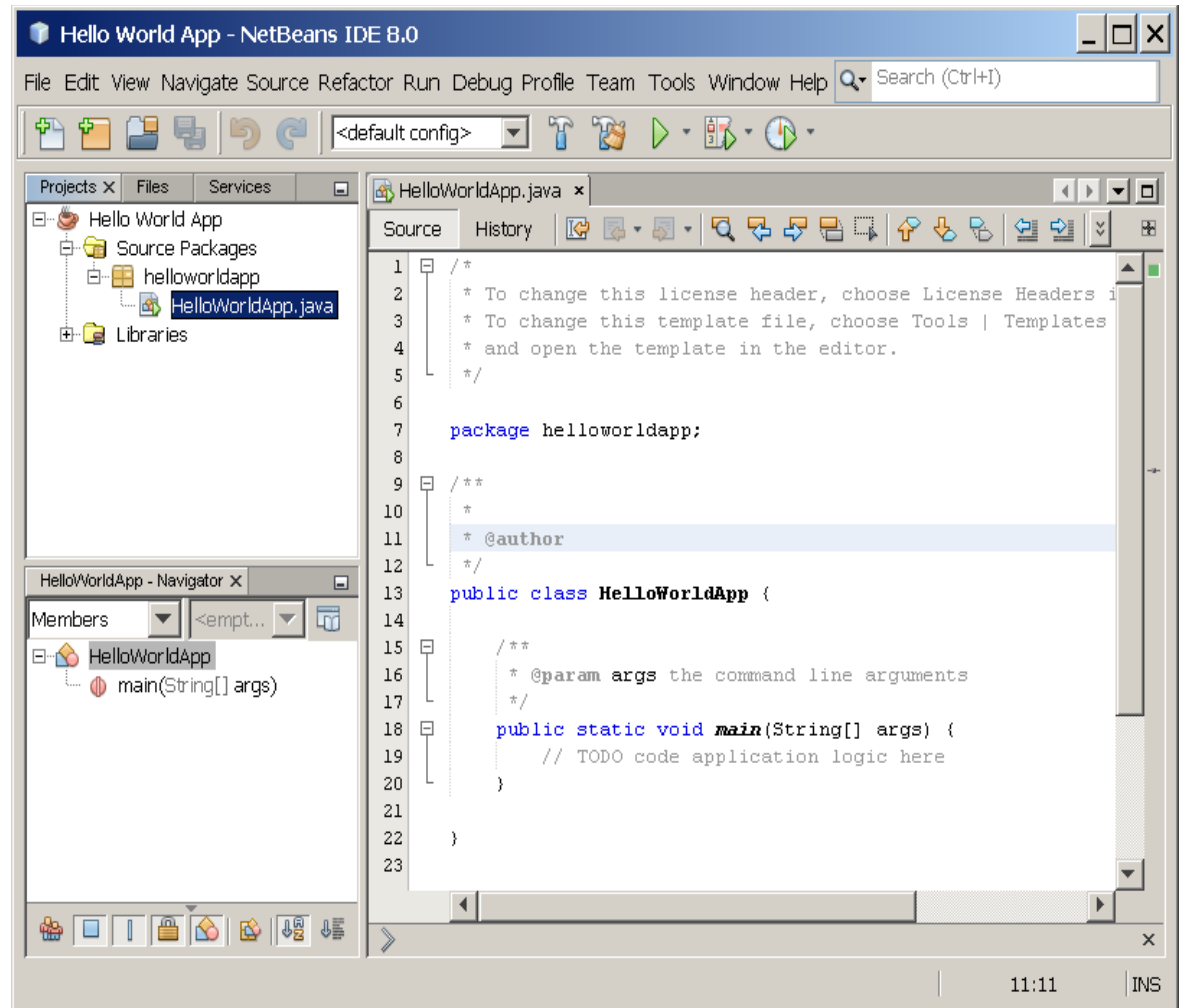 Hello World App - NetBeans IDE 8.0
File Edit View Navigate Source Refactor Run Debug Profile Team Tools Window Help Search (Ctrl+I)
<default config>
Projects Files Services
Hello World App
Source Packages
helloworldapp
HelloWorldApp.java
Libraries
HelloWorldApp - Navigator
Members <empt...
HelloWorldApp
main(String[] args)
HelloWorldApp.java
Source History
1 /*
2 * To change this license header, choose License Headers i
3 * To change this template file, choose Tools | Templates
4 * and open the template in the editor.
5 */
6
7 package helloworldapp;
8
9 /**
10 *
11 * @author
12 */
13 public class HelloWorldApp {
14
15 /**
16 * @param args the command line arguments
17 */
18 public static void main(String[] args) {
19 // TODO code application logic here
20 }
21
22 }
23
11:11 INS